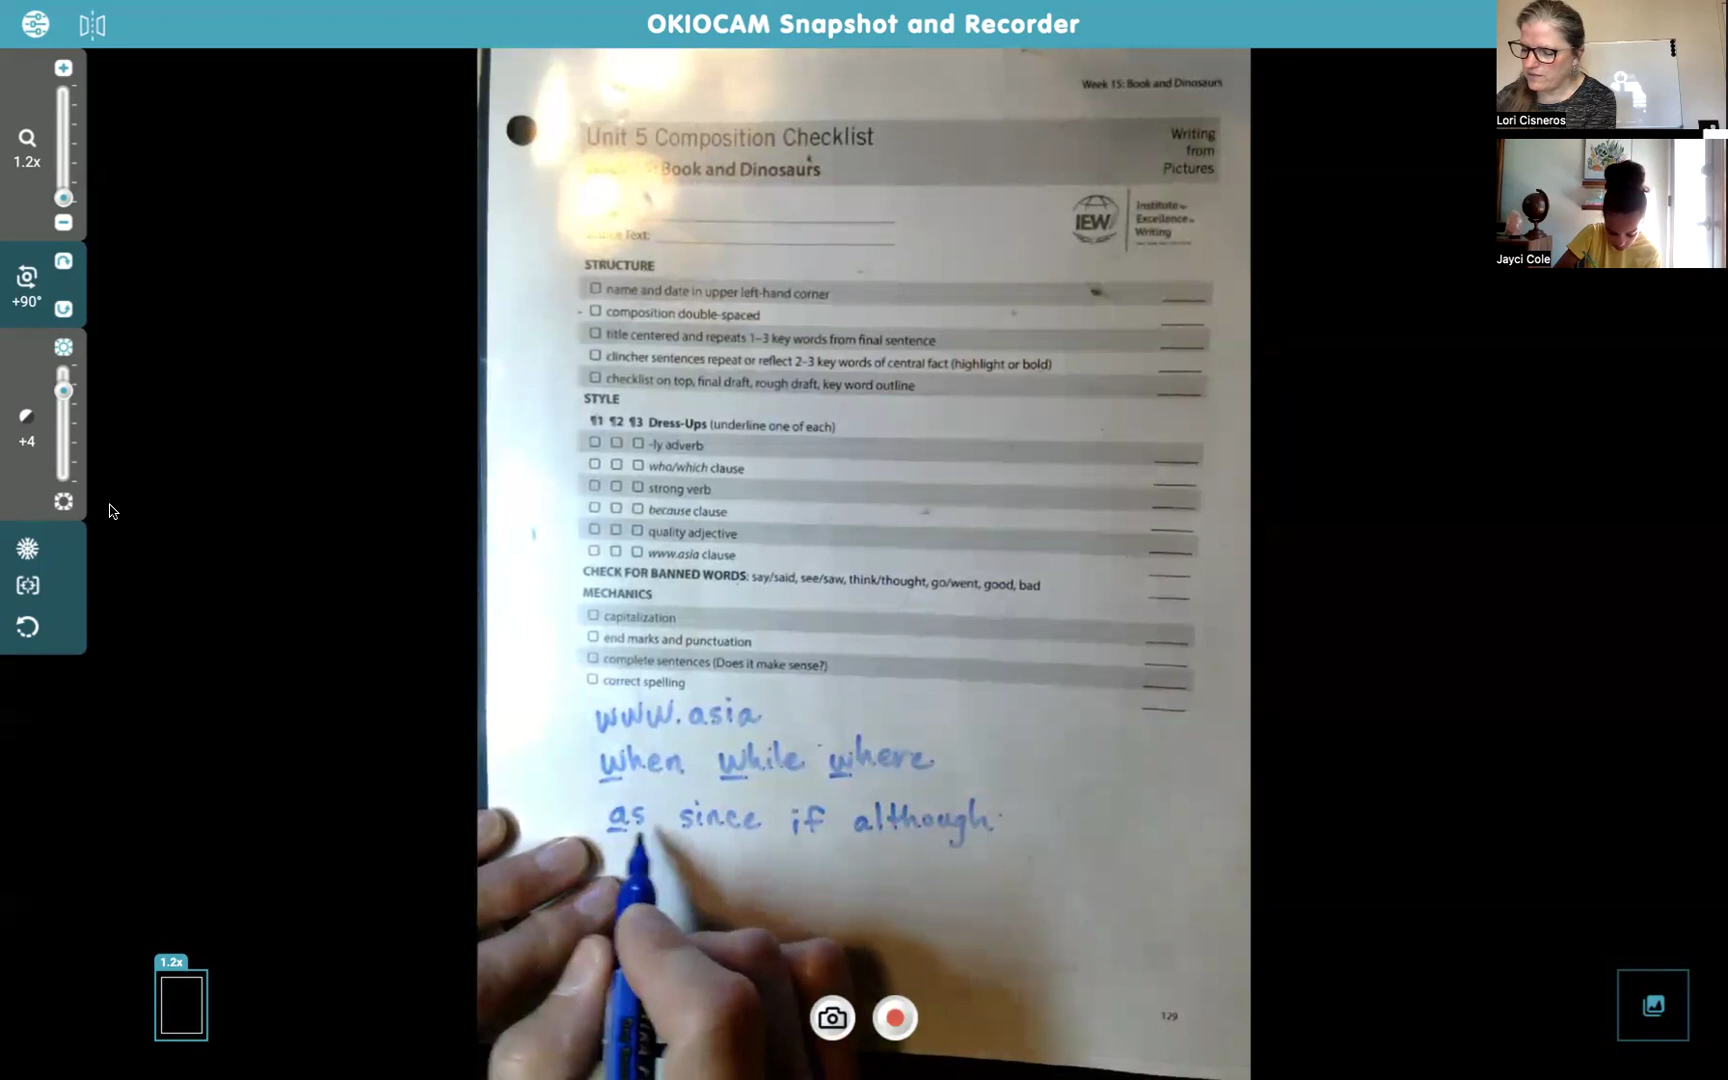 OKIOCAM Snapshot and Recorder
1.2x
+90°
+4
1.2x
Lori Cisneros
Jayci Cole
Week 15: Book and Dinosaurs
Unit 5 Composition Checklist
Book and Dinosaurs
Writing
from
Pictures
IEW
Institute for
Excellence in
Writing
Text:
STRUCTURE
name and date in upper left-hand corner
composition double-spaced
title centered and repeats 1–3 key words from final sentence
clincher sentences repeat or reflect 2–3 key words of central fact (highlight or bold)
checklist on top, final draft, rough draft, key word outline
STYLE
¶1 ¶2 ¶3 Dress-Ups (underline one of each)
-ly adverb
who/which clause
strong verb
because clause
quality adjective
www.asia clause
CHECK FOR BANNED WORDS: say/said, see/saw, think/thought, go/went, good, bad
MECHANICS
capitalization
end marks and punctuation
complete sentences (Does it make sense?)
correct spelling
www.asia
when while where
as since if although
129